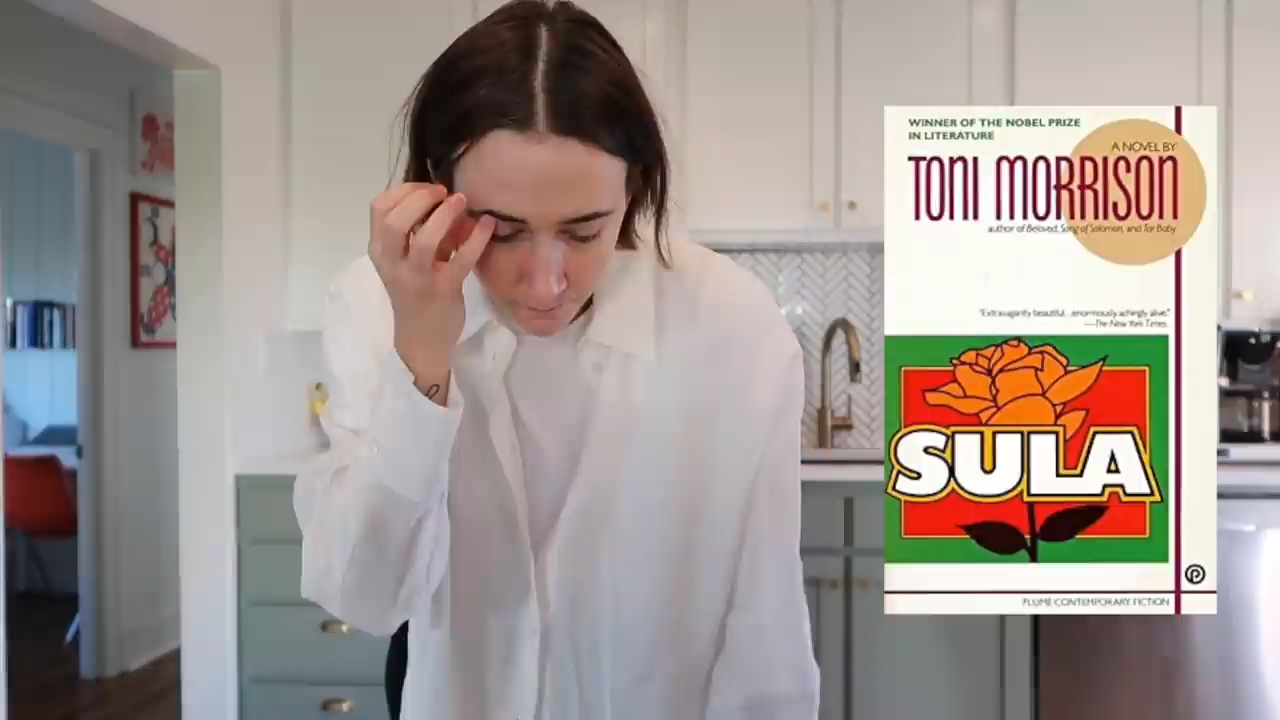 WINNER OF THE NOBEL PRIZE
IN LITERATURE
A NOVEL BY
TONI MORRISON
author of Beloved, Song of Solomon, and Tar Baby
"Extravagantly beautiful...enormously, achingly alive."
—The New York Times
SULA
PLUME CONTEMPORARY FICTION